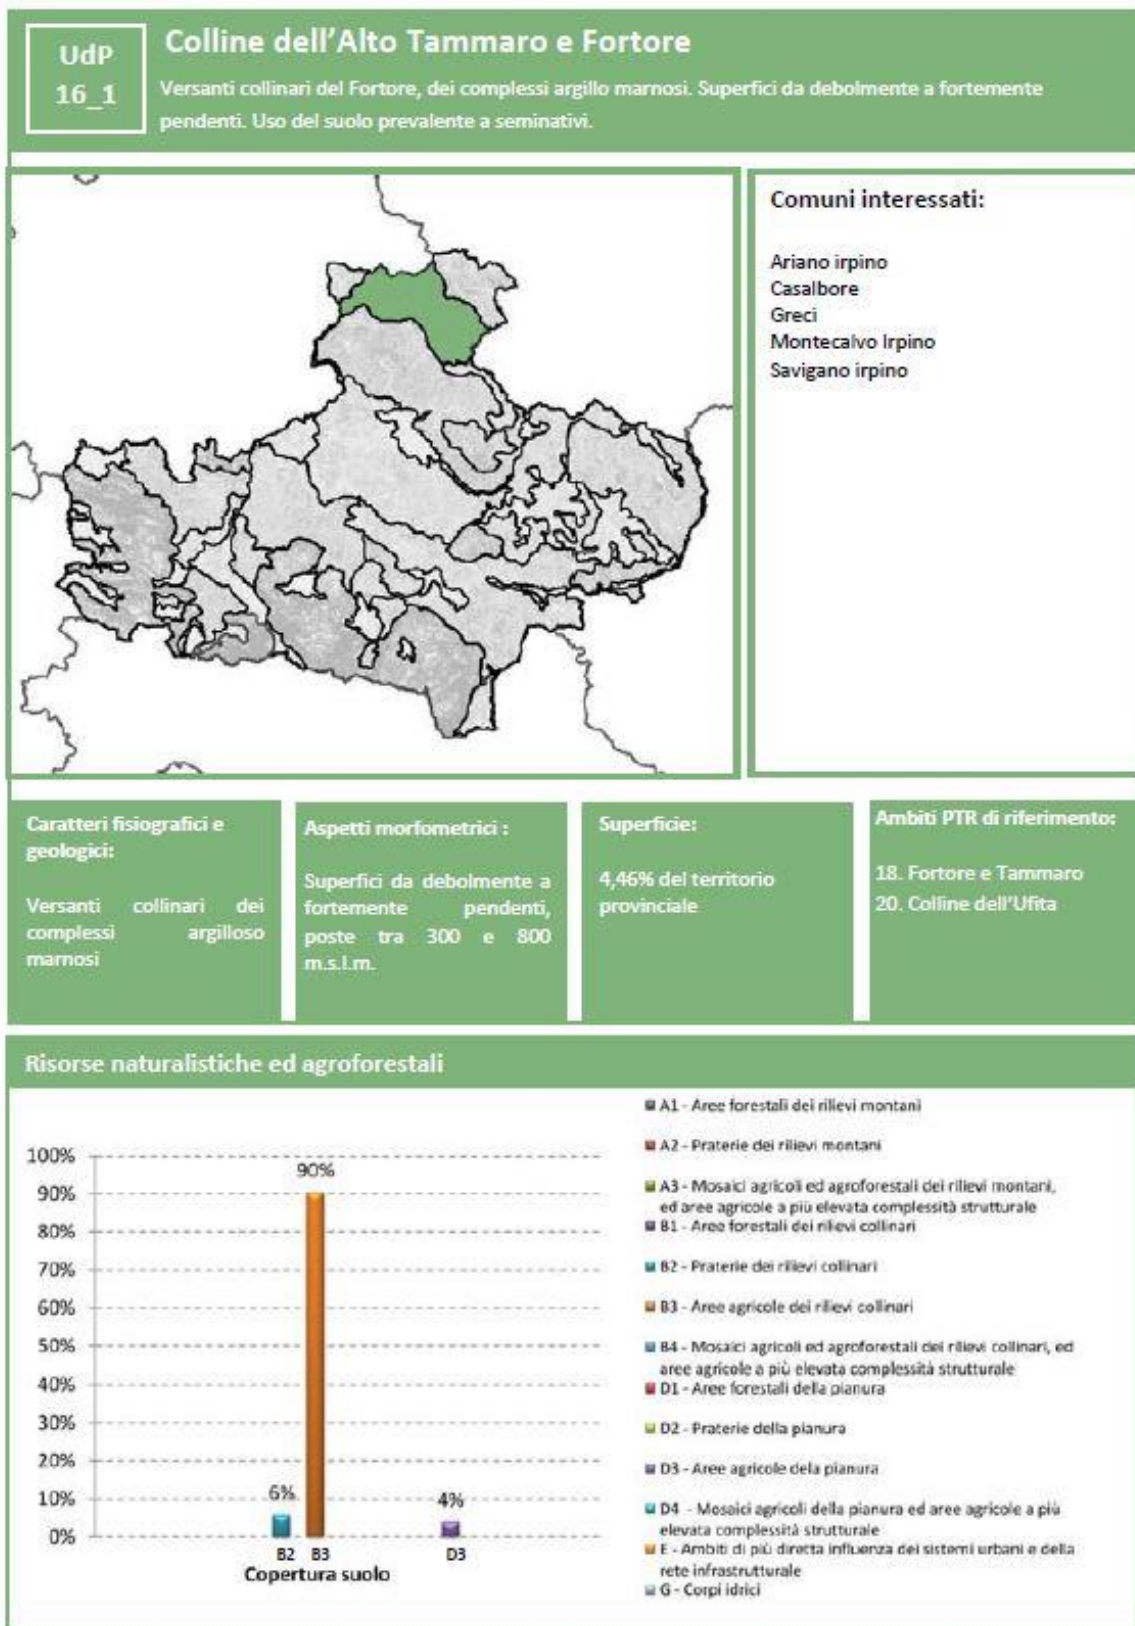 UdP
16_1
Colline dell'Alto Tammaro e Fortore
Versanti collinari del Fortore, dei complessi argillo marnosi. Superfici da debolmente a fortemente
pendenti. Uso del suolo prevalente a seminativi.
Comuni interessati:
Ariano irpino
Casalbore
Greci
Montecalvo Irpino
Savigano irpino
Caratteri fisiografici e
geologici:
Versanti collinari dei
complessi argilloso
marnosi
Aspetti morfometrici :
Superfici da debolmente a
fortemente pendenti,
poste tra 300 e 800
m.s.l.m.
Superficie:
4,46% del territorio
provinciale
Ambiti PTR di riferimento:
18. Fortore e Tammaro
20. Colline dell'Ufita
Risorse naturalistiche ed agroforestali
100%
90%
80%
70%
60%
50%
40%
30%
20%
10%
0%
6%
90%
4%
B2
B3
D3
Copertura suolo
A1 - Aree forestali dei rilievi montani
A2 - Praterie dei rilievi montani
A3 - Mosaici agricoli ed agroforestali dei rilievi montani,
ed aree agricole a più elevata complessità strutturale
B1 - Aree forestali dei rilievi collinari
B2 - Praterie dei rilievi collinari
B3 - Aree agricole dei rilievi collinari
B4 - Mosaici agricoli ed agroforestali dei rilievi collinari, ed
aree agricole a più elevata complessità strutturale
D1 - Aree forestali della pianura
D2 - Praterie della pianura
D3 - Aree agricole dela pianura
D4 - Mosaici agricoli della pianura ed aree agricole a più
elevata complessità strutturale
E - Ambiti di più diretta influenza dei sistemi urbani e della
rete infrastrutturale
G - Corpi idrici